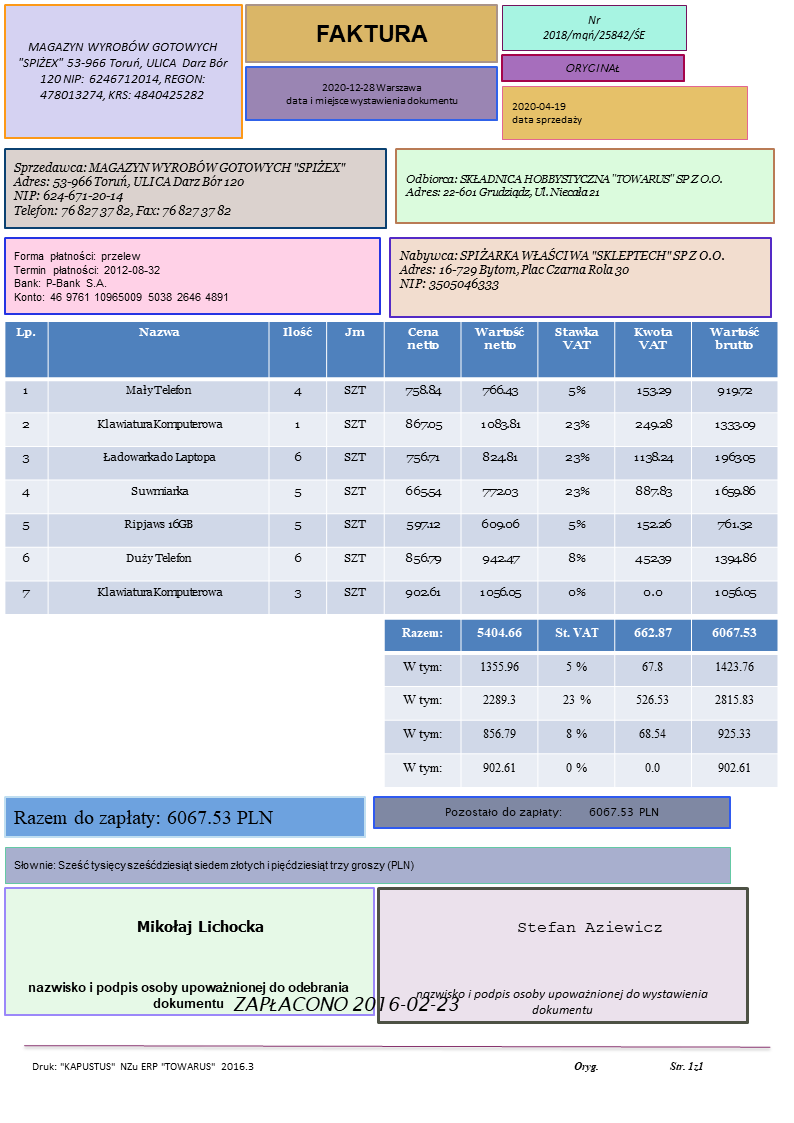 MAGAZYN WYROBÓW GOTOWYCH
"SPIŻEX" 53-966 Toruń, ULICA Darz Bór
120 NIP: 6246712014, REGON:
478013274, KRS: 4840425282
FAKTURA
2020-12-28 Warszawa
data i miejsce wystawienia dokumentu
Nr
2018/mqń/25842/ŚE
ORYGINAŁ
2020-04-19
data sprzedaży
Sprzedawca: MAGAZYN WYROBÓW GOTOWYCH "SPIŻEX"
Adres: 53-966 Toruń, ULICA Darz Bór 120
NIP: 624-671-20-14
Telefon: 76 827 37 82, Fax: 76 827 37 82
Odbiorca: SKŁADNICA HOBBYSTYCZNA "TOWARUS" SP Z O.O.
Adres: 22-601 Grudziądz, Ul. Niecała 21
Forma płatności: przelew
Termin płatności: 2012-08-32
Bank: P-Bank S.A.
Konto: 46 9761 10965009 5038 2646 4891
Nabywca: SPIŻARKA WŁAŚCIWA "SKLEPTECH" SP Z O.O.
Adres: 16-729 Bytom, Plac Czarna Rola 30
NIP: 3505046333
Lp. Nazwa Ilość Jm Cena netto Wartość netto Stawka VAT Kwota VAT Wartość brutto
1 Mały Telefon 4 SZT 758.84 766.43 5% 153.29 919.72
2 Klawiatura Komputerowa 1 SZT 867.05 1083.81 23% 249.28 1333.09
3 Ładowarka do Laptopa 6 SZT 756.71 824.81 23% 1138.24 1963.05
4 Suwmiarka 5 SZT 665.54 772.03 23% 887.83 1659.86
5 Ripjaws 16GB 5 SZT 597.12 609.06 5% 152.26 761.32
6 Duży Telefon 6 SZT 856.79 942.47 8% 452.39 1394.86
7 Klawiatura Komputerowa 3 SZT 902.61 1056.05 0% 0.0 1056.05
Razem: 5404.66 St. VAT 662.87 6067.53
W tym: 1355.96 5 % 67.8 1423.76
W tym: 2289.3 23 % 526.53 2815.83
W tym: 856.79 8 % 68.54 925.33
W tym: 902.61 0 % 0.0 902.61
Razem do zapłaty: 6067.53 PLN
Pozostało do zapłaty: 6067.53 PLN
Słownie: Sześć tysięcy sześćdziesiąt siedem złotych i pięćdziesiąt trzy groszy (PLN)
Mikołaj Lichocka
nazwisko i podpis osoby upoważnionej do odebrania
dokumentu
Stefan Aziewicz
nazwisko i podpis osoby upoważnionej do wystawienia
dokumentu
ZAPŁACONO 2016-02-23
Druk: "KAPUSTUS" NZu ERP "TOWARUS" 2016.3
Oryg.
Str. 1z1